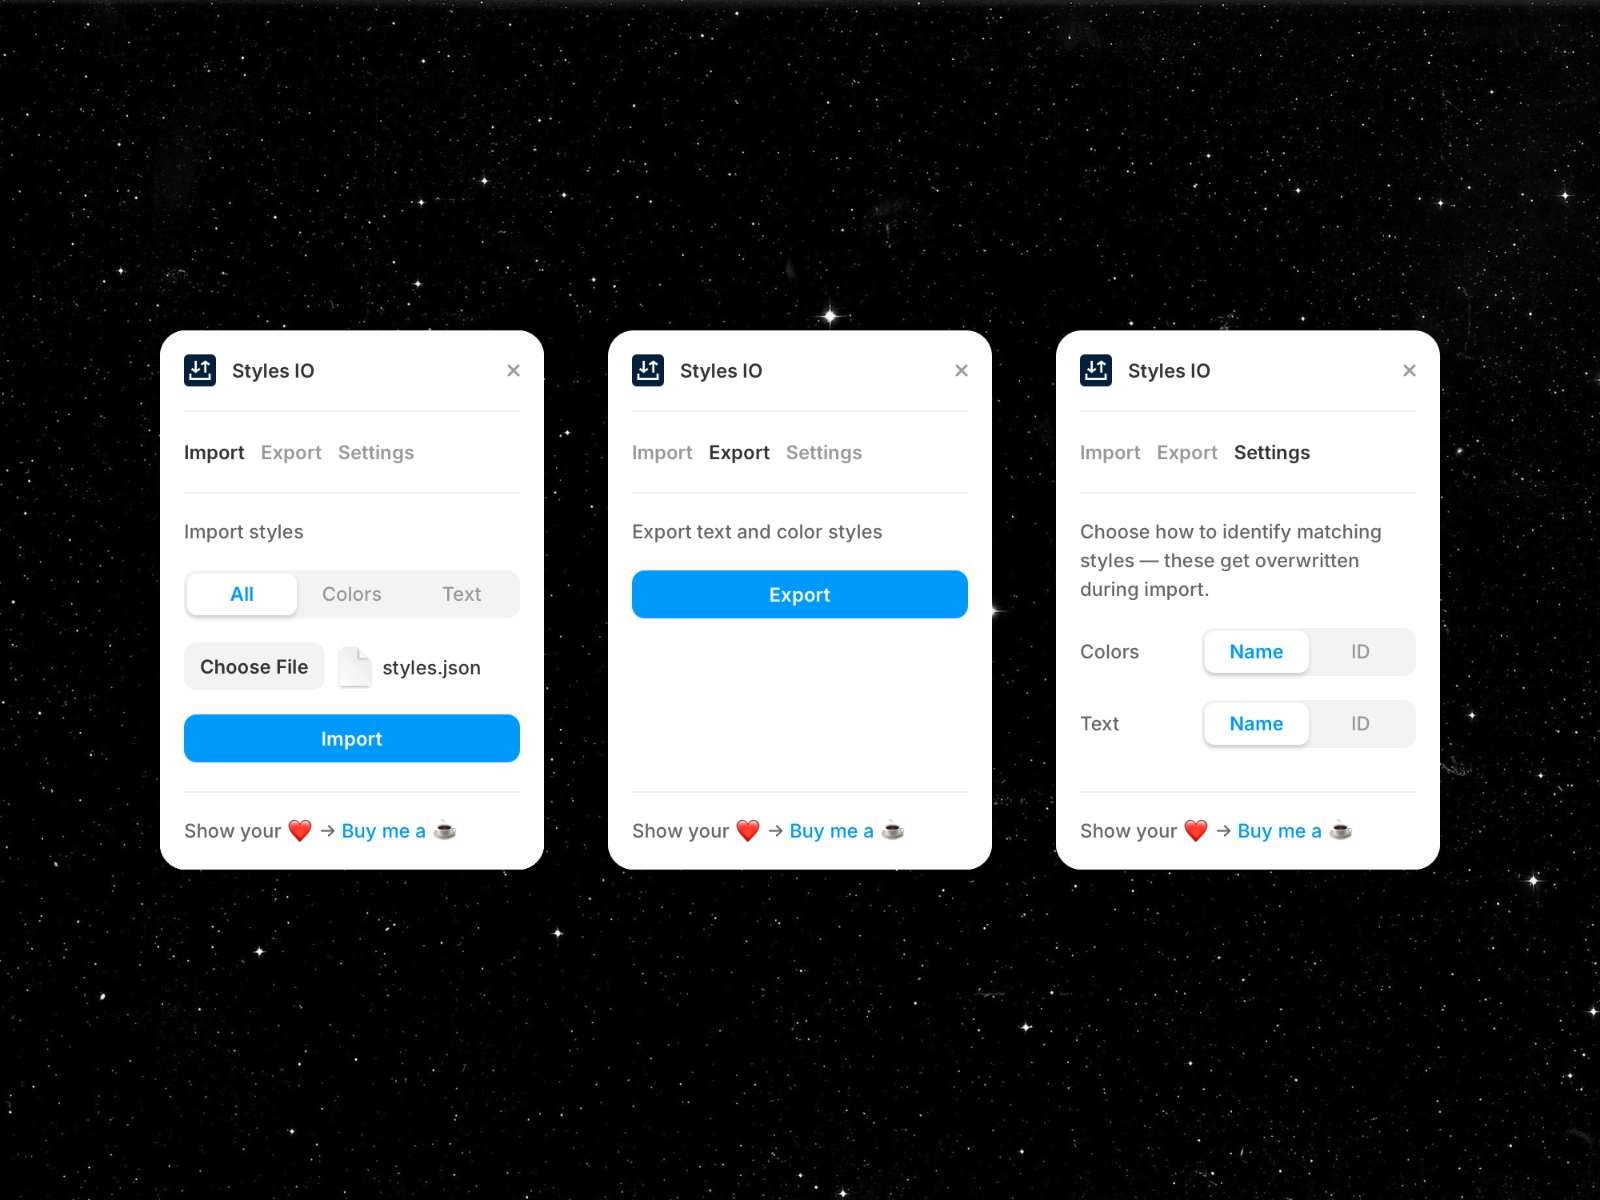 Styles IO ×
Import Export Settings
Import styles
All Colors Text
Choose File styles.json
Import
Show your ❤️ → Buy me a ☕
Styles IO ×
Import Export Settings
Export text and color styles
Export
Show your ❤️ → Buy me a ☕
Styles IO ×
Import Export Settings
Choose how to identify matching
styles — these get overwritten
during import.
Colors Name ID
Text Name ID
Show your ❤️ → Buy me a ☕